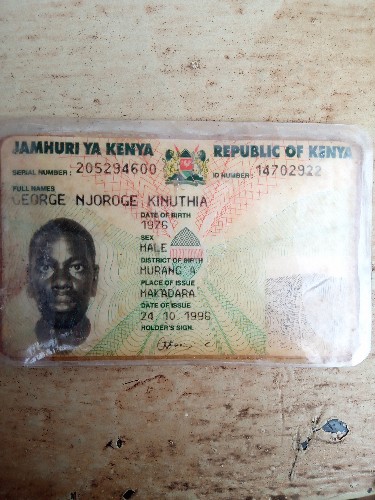 JAMHURI YA KENYA REPUBLIC OF KENYA
SERIAL NUMBER: 205294600 ID NUMBER: 14702922
FULL NAMES
GEORGE NJOROGE KINUTHIA
DATE OF BIRTH
1976
SEX
MALE
DISTRICT OF BIRTH
MURANG'A
PLACE OF ISSUE
MAKADARA
DATE OF ISSUE
24.10.1996
HOLDER'S SIGN.